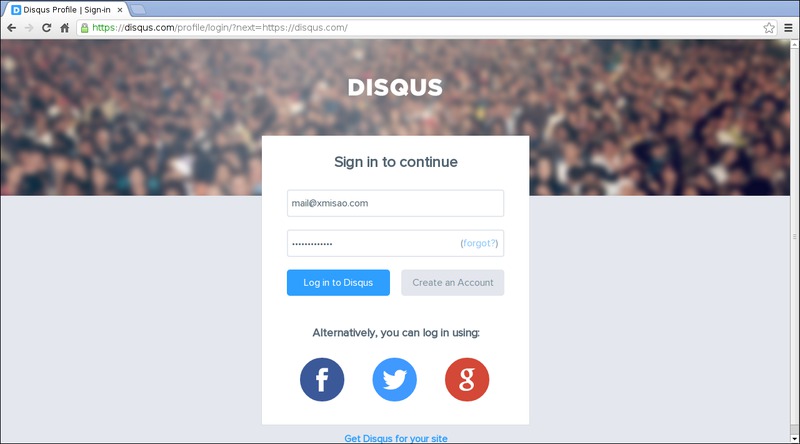 Disqus Profile | Sign-in
https://disqus.com/profile/login/?next=https://disqus.com/
DISQUS
Sign in to continue
mail@xmisao.com
••••••••••••• (forgot?)
Log in to Disqus Create an Account
Alternatively, you can log in using:
Get Disqus for your site